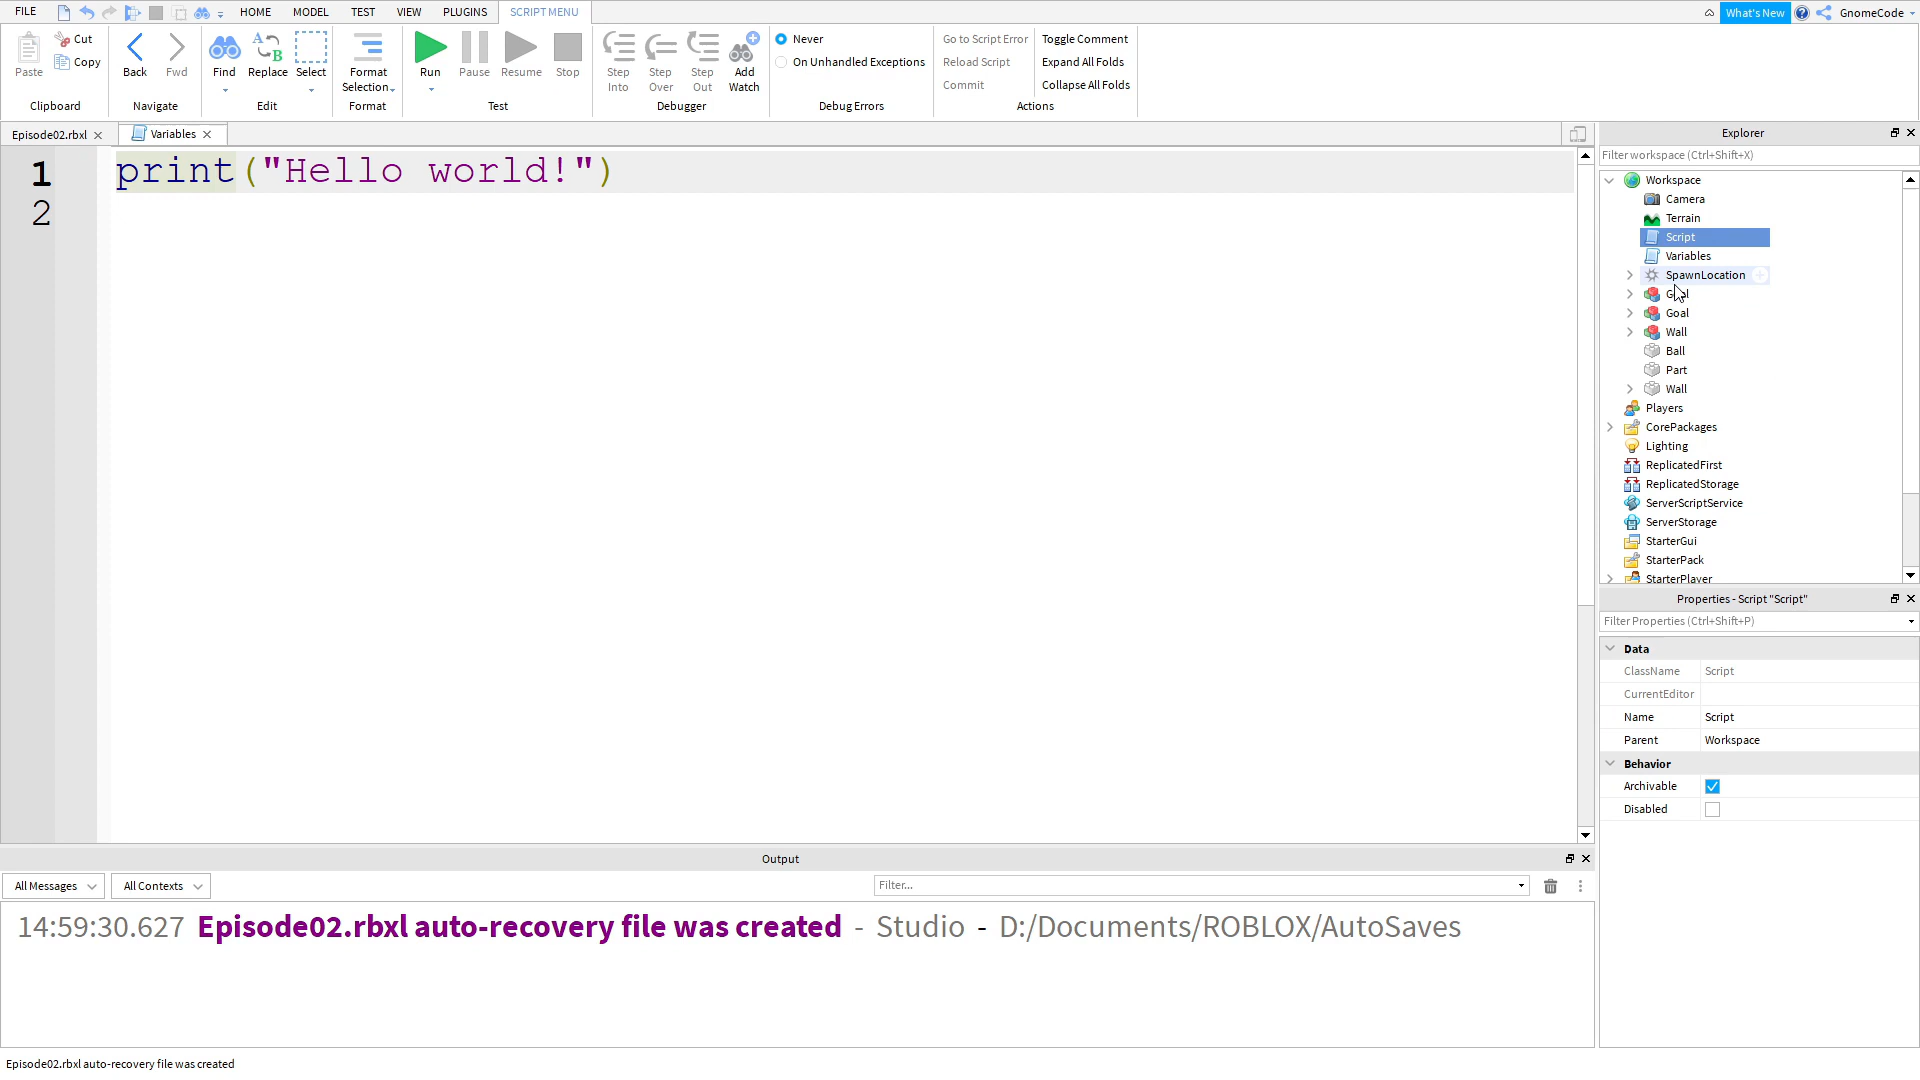 FILE HOME MODEL TEST VIEW PLUGINS SCRIPT MENU What's New GnomeCode
Paste Cut Copy Clipboard
Back Fwd Navigate
Find Replace Select Edit
Format Selection Format
Run Pause Resume Stop Test
Step Into Step Over Step Out Add Watch Debugger
Never
On Unhandled Exceptions
Debug Errors
Go to Script Error Toggle Comment
Reload Script Expand All Folds
Commit Collapse All Folds
Actions
Episode02.rbxl Variables
1 print("Hello world!")
2
Explorer
Filter workspace (Ctrl+Shift+X)
Workspace
Camera
Terrain
Script
Variables
SpawnLocation
Goal
Goal
Wall
Ball
Part
Wall
Players
CorePackages
Lighting
ReplicatedFirst
ReplicatedStorage
ServerScriptService
ServerStorage
StarterGui
StarterPack
StarterPlayer
Properties - Script "Script"
Filter Properties (Ctrl+Shift+P)
Data
ClassName Script
CurrentEditor
Name Script
Parent Workspace
Behavior
Archivable
Disabled
Output
All Messages All Contexts Filter...
14:59:30.627 Episode02.rbxl auto-recovery file was created - Studio - D:/Documents/ROBLOX/AutoSaves
Episode02.rbxl auto-recovery file was created